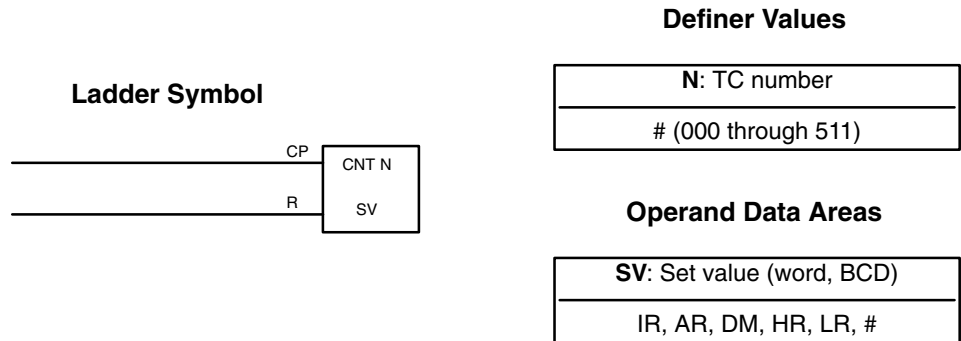 Ladder Symbol
CP
CNT N
R
SV
Definer Values
N: TC number
# (000 through 511)
Operand Data Areas
SV: Set value (word, BCD)
IR, AR, DM, HR, LR, #